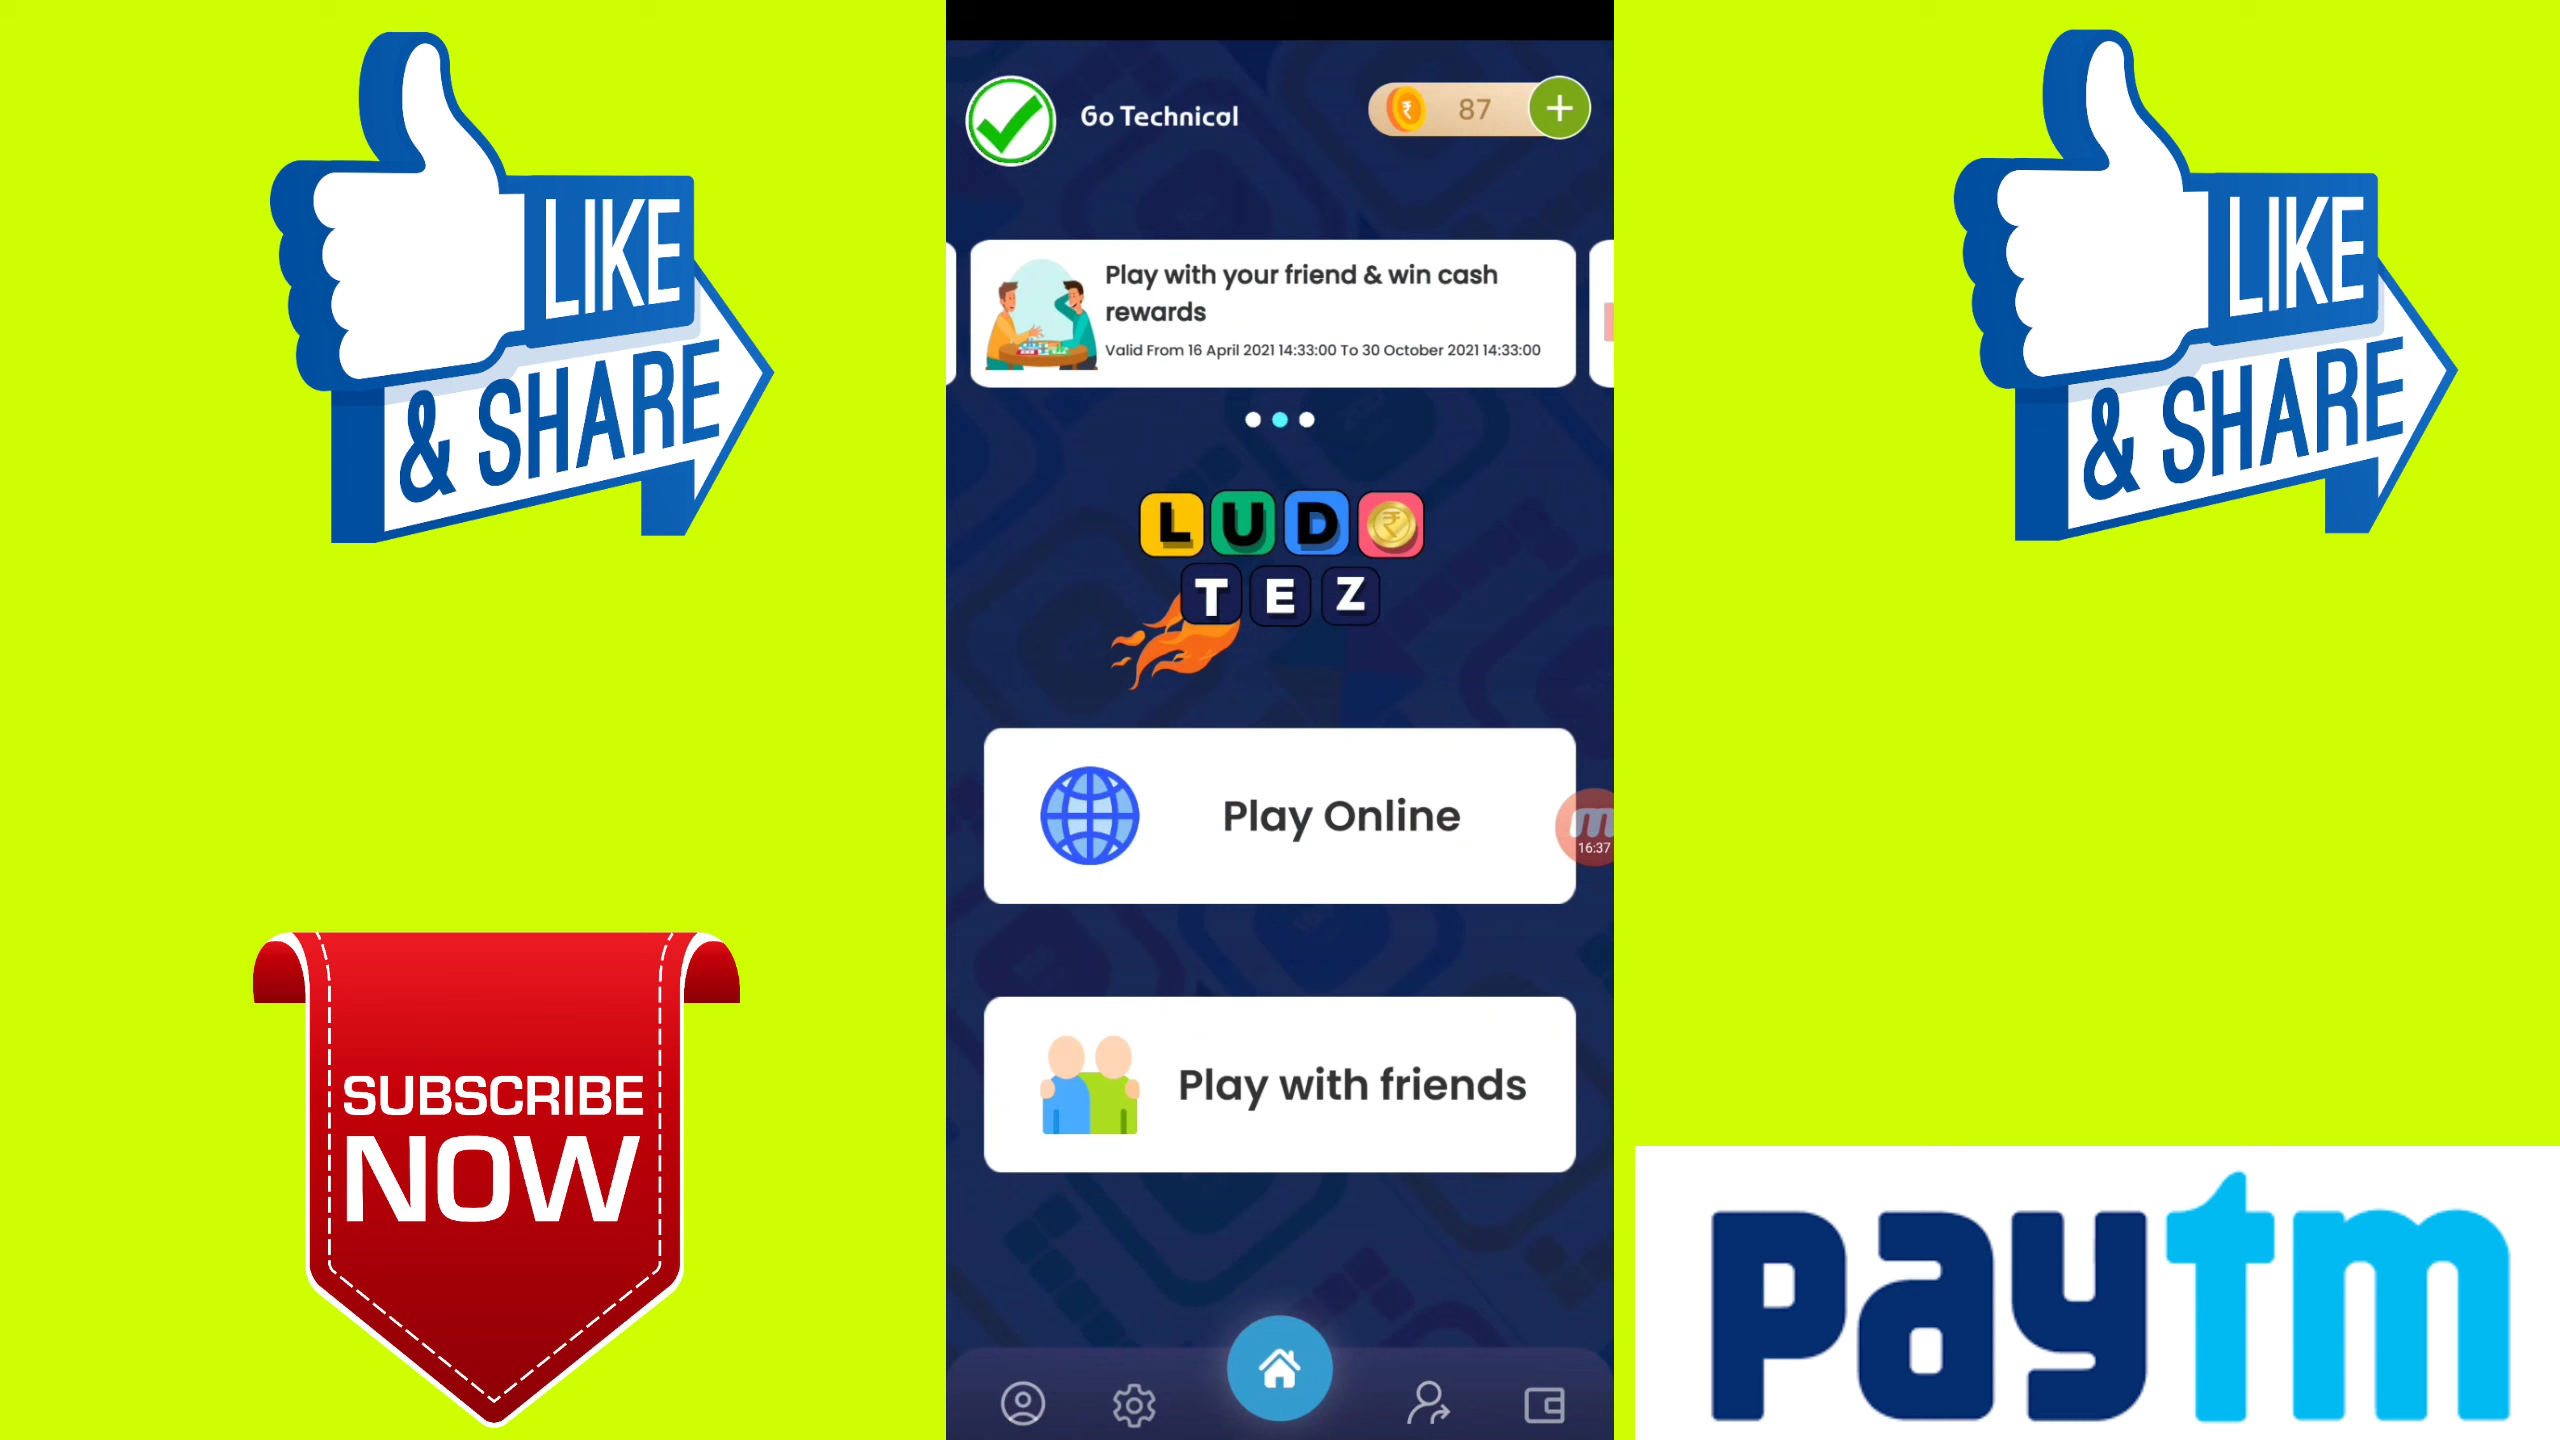 LIKE
& SHARE
Go Technical
87
Play with your friend & win cash
rewards
Valid From 16 April 2021 14:33:00 To 30 October 2021 14:33:00
LUD
TEZ
Play Online
16:37
Play with friends
SUBSCRIBE
NOW
LIKE
& SHARE
paytm